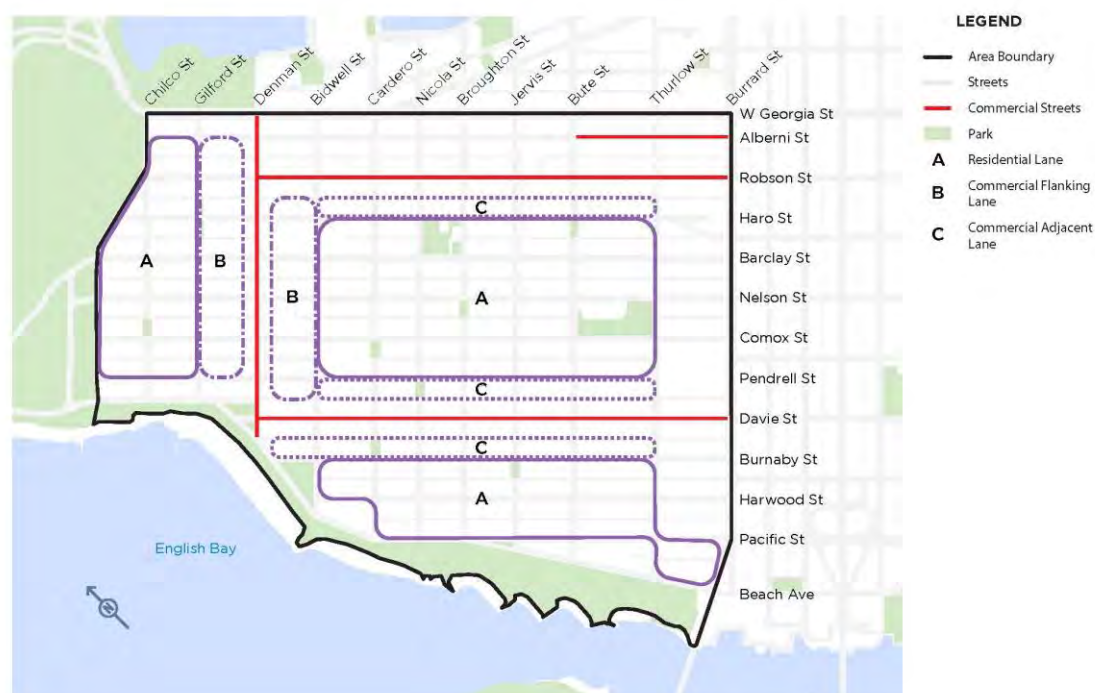 Chilco St
Gilford St
Denman St
Bidwell St
Cardero St
Nicola St
Broughton St
Jervis St
Bute St
Thurlow St
Burrard St
W Georgia St
Alberni St
Robson St
Haro St
Barclay St
Nelson St
Comox St
Pendrell St
Davie St
Burnaby St
Harwood St
Pacific St
Beach Ave
C
A
B
B
A
C
C
A
English Bay
N
LEGEND
Area Boundary
Streets
Commercial Streets
Park
A Residential Lane
B Commercial Flanking
Lane
C Commercial Adjacent
Lane